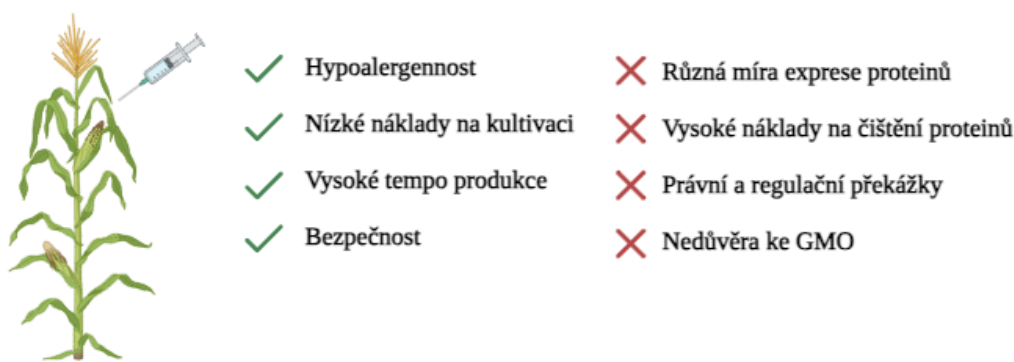 Hypoalergennost
Nízké náklady na kultivaci
Vysoké tempo produkce
Bezpečnost
Různá míra exprese proteinů
Vysoké náklady na čištění proteinů
Právní a regulační překážky
Nedůvěra ke GMO